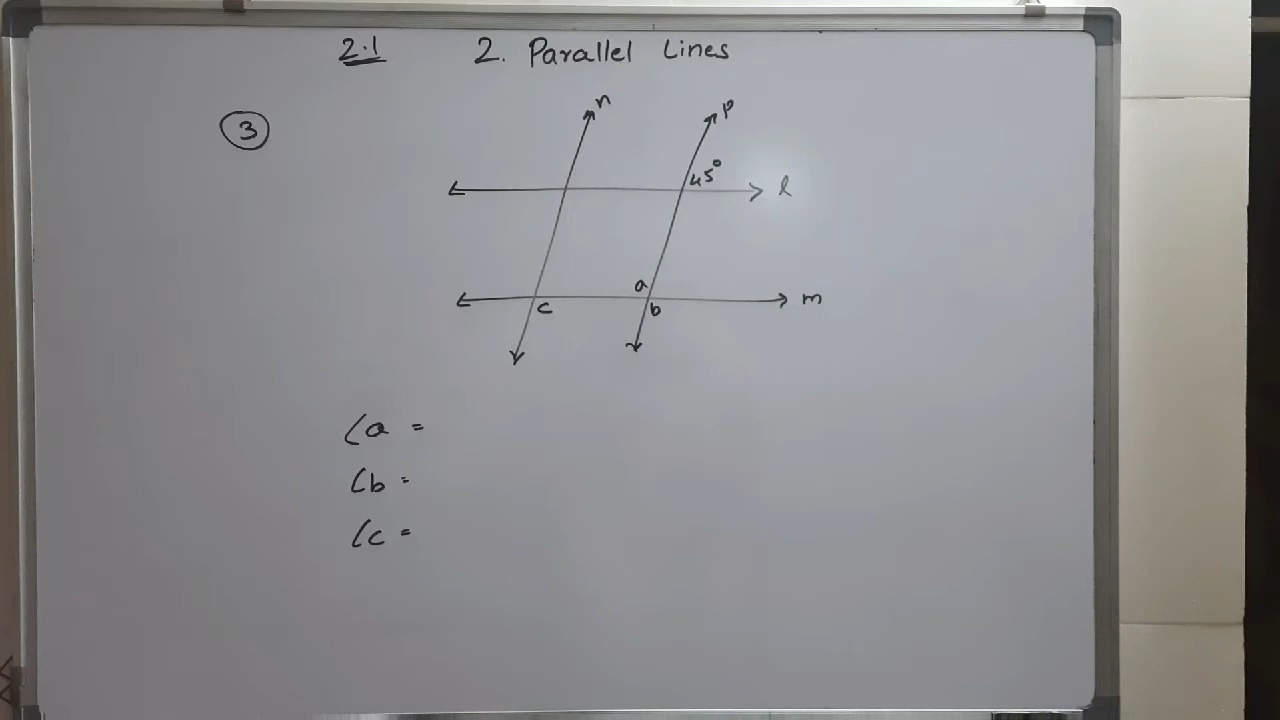 2.1 2. Parallel Lines
3
n
p
45°
l
a
m
c b
∠a =
∠b =
∠c =